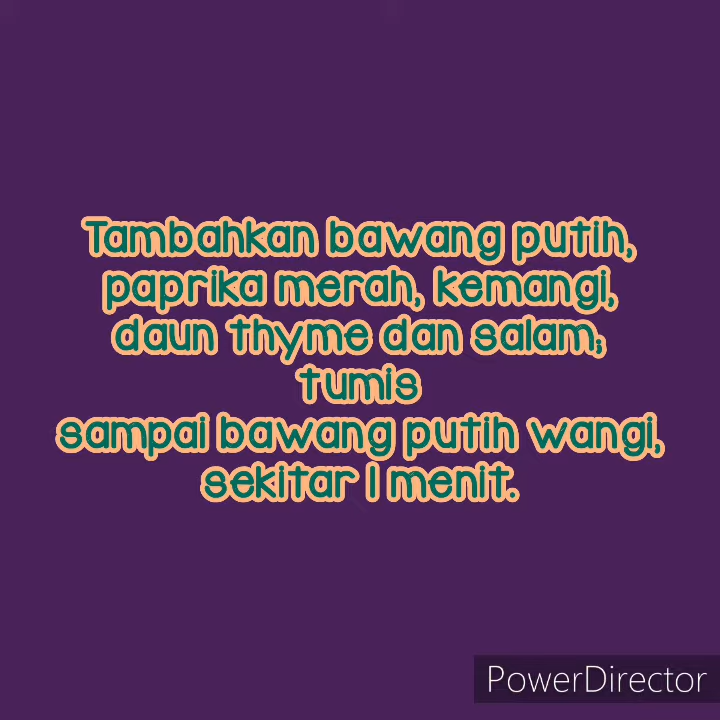 Tambahkan bawang putih,
paprika merah, kemangi,
daun thyme dan salam;
tumis
sampai bawang putih wangi,
sekitar 1 menit.
PowerDirector